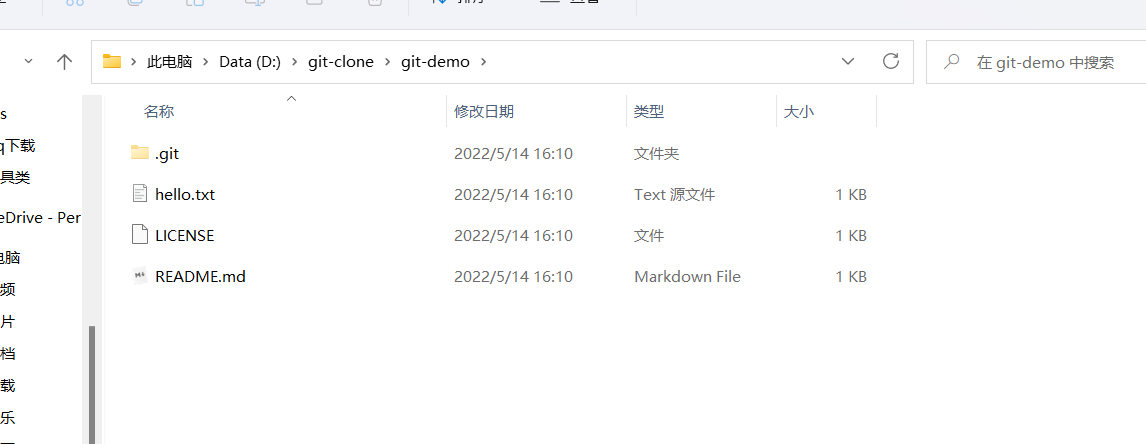 此电脑 Data (D:) git-clone git-demo
在 git-demo 中搜索
名称 修改日期 类型 大小
.git 2022/5/14 16:10 文件夹
hello.txt 2022/5/14 16:10 Text 源文件 1 KB
LICENSE 2022/5/14 16:10 文件 1 KB
README.md 2022/5/14 16:10 Markdown File 1 KB
s
q下载
具类
eDrive - Per
电脑
频
片
档
载
乐